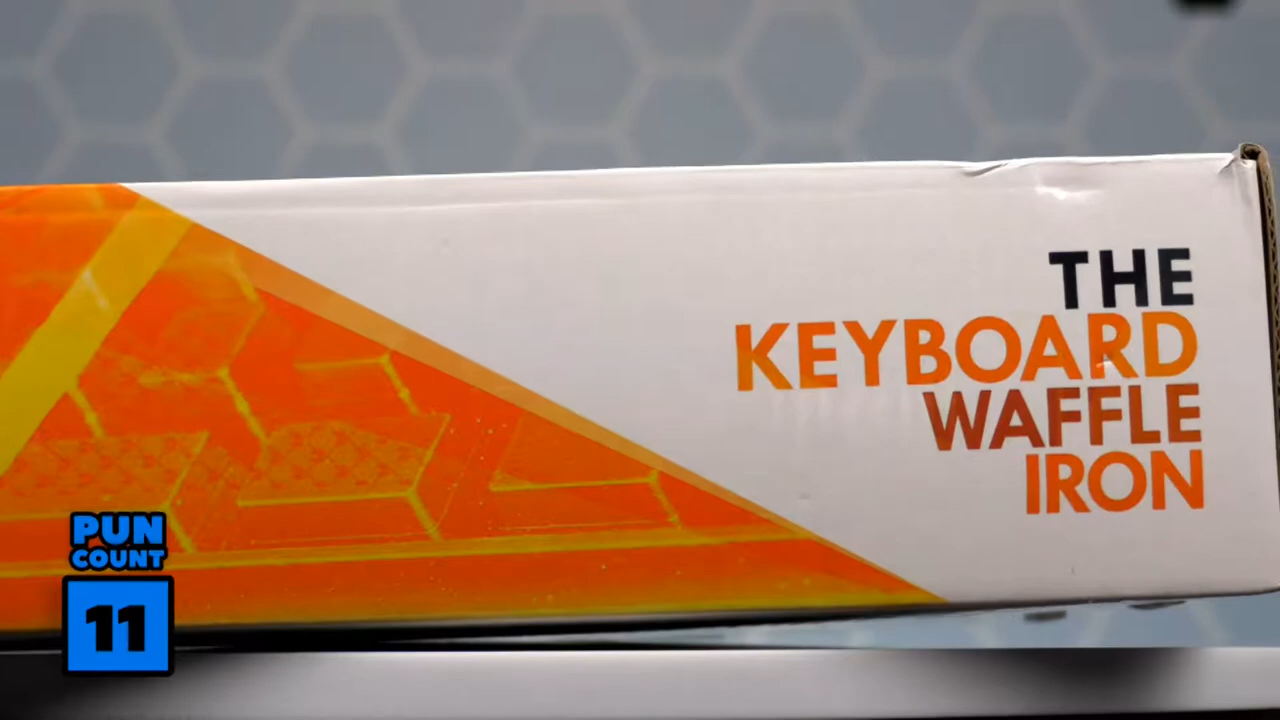 THE
KEYBOARD
WAFFLE
IRON
PUN
COUNT
11